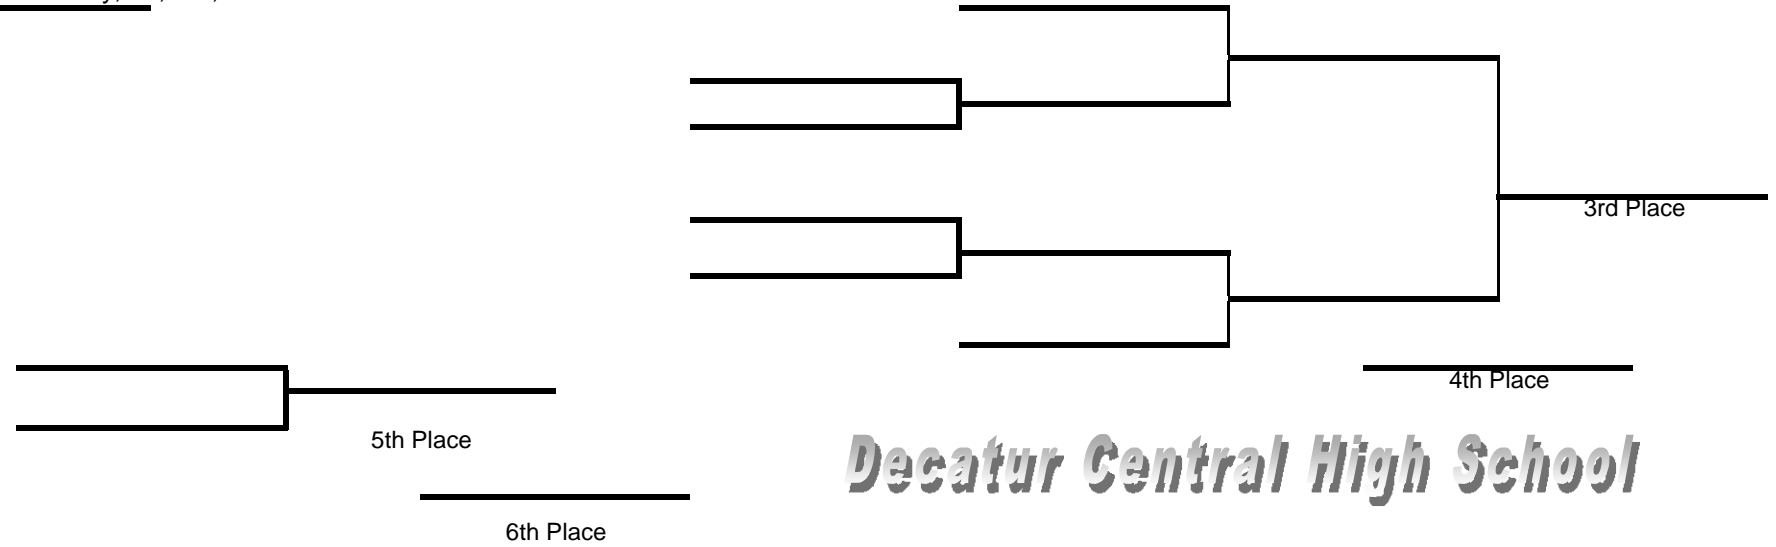 3rd Place
4th Place
5th Place
Decatur Central High School
6th Place